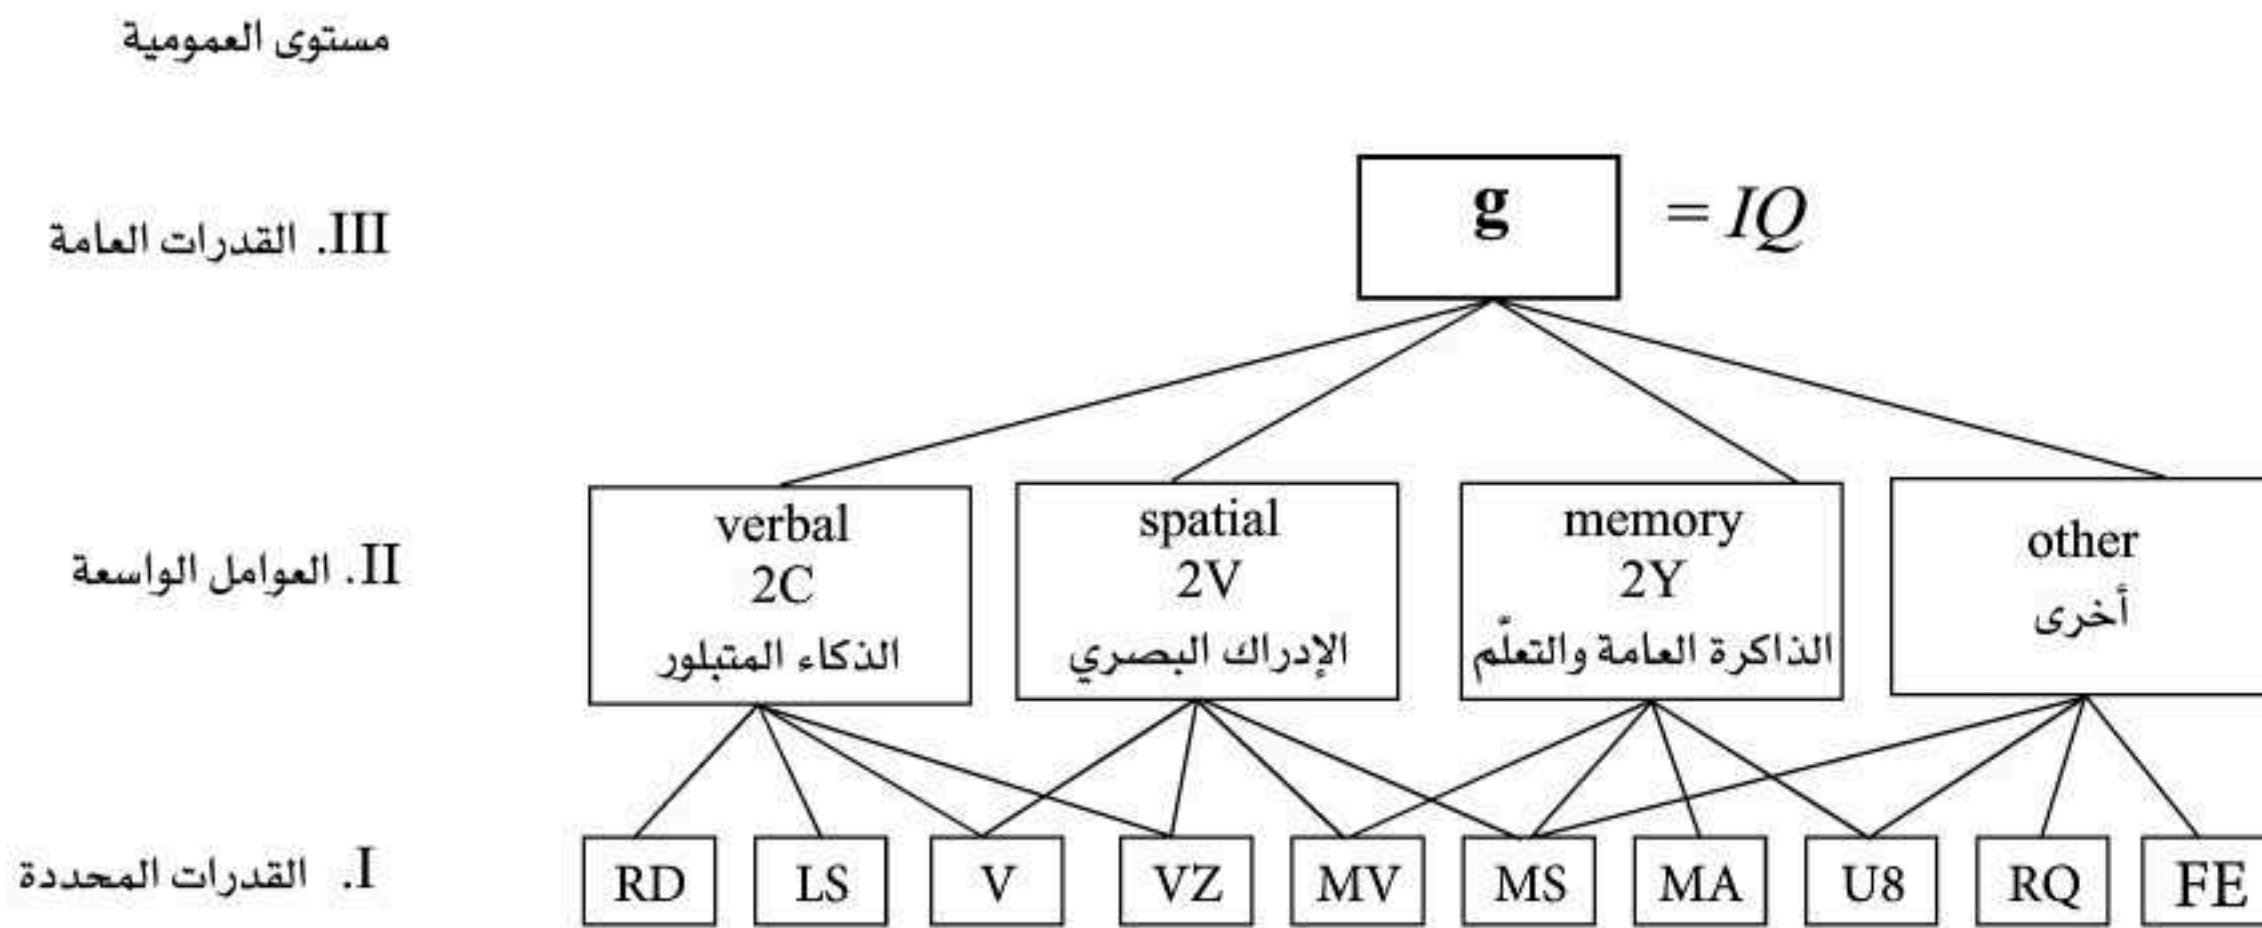 مستوى العمومية
III. القدرات العامة
g = IQ
II. العوامل الواسعة
verbal
2C
الذكاء المتبلور
spatial
2V
الإدراك البصري
memory
2Y
الذاكرة العامة والتعلّم
other
أخرى
I. القدرات المحددة
RD LS V VZ MV MS MA U8 RQ FE